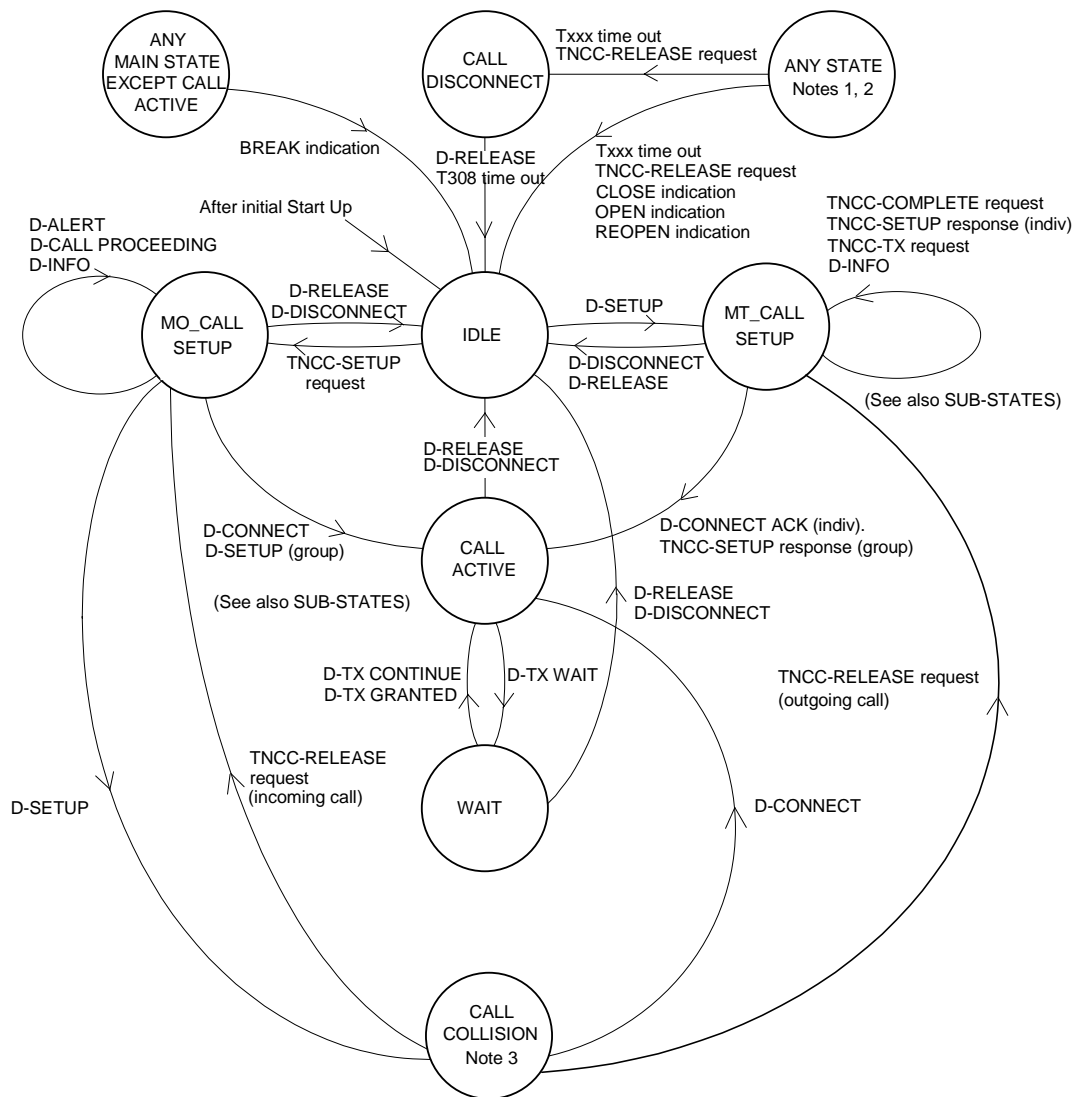 ANY
MAIN STATE
EXCEPT CALL
ACTIVE
CALL
DISCONNECT
Txxx time out
TNCC-RELEASE request
ANY STATE
Notes 1, 2
BREAK indication
D-RELEASE
T308 time out
Txxx time out
TNCC-RELEASE request
CLOSE indication
OPEN indication
REOPEN indication
After initial Start Up
D-ALERT
D-CALL PROCEEDING
D-INFO
TNCC-COMPLETE request
TNCC-SETUP response (indiv)
TNCC-TX request
D-INFO
MO_CALL
SETUP
D-RELEASE
D-DISCONNECT
TNCC-SETUP
request
IDLE
D-SETUP
D-DISCONNECT
D-RELEASE
MT_CALL
SETUP
(See also SUB-STATES)
D-RELEASE
D-DISCONNECT
D-CONNECT
D-SETUP (group)
CALL
ACTIVE
D-CONNECT ACK (indiv).
TNCC-SETUP response (group)
(See also SUB-STATES)
D-RELEASE
D-DISCONNECT
D-TX CONTINUE
D-TX GRANTED
D-TX WAIT
TNCC-RELEASE request
(outgoing call)
TNCC-RELEASE
request
(incoming call)
D-SETUP
WAIT
D-CONNECT
CALL
COLLISION
Note 3